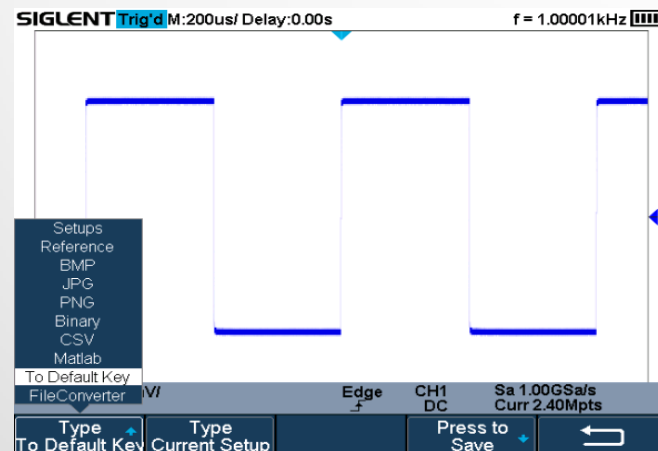 SIGLENT Trig'd M:200us/ Delay:0.00s f = 1.00001kHz
Setups
Reference
BMP
JPG
PNG
Binary
CSV
Matlab
To Default Key
FileConverter
V/ Edge CH1 Sa 1.00GSa/s
DC Curr 2.40Mpts
Type Type Press to
To Default Key Current Setup Save